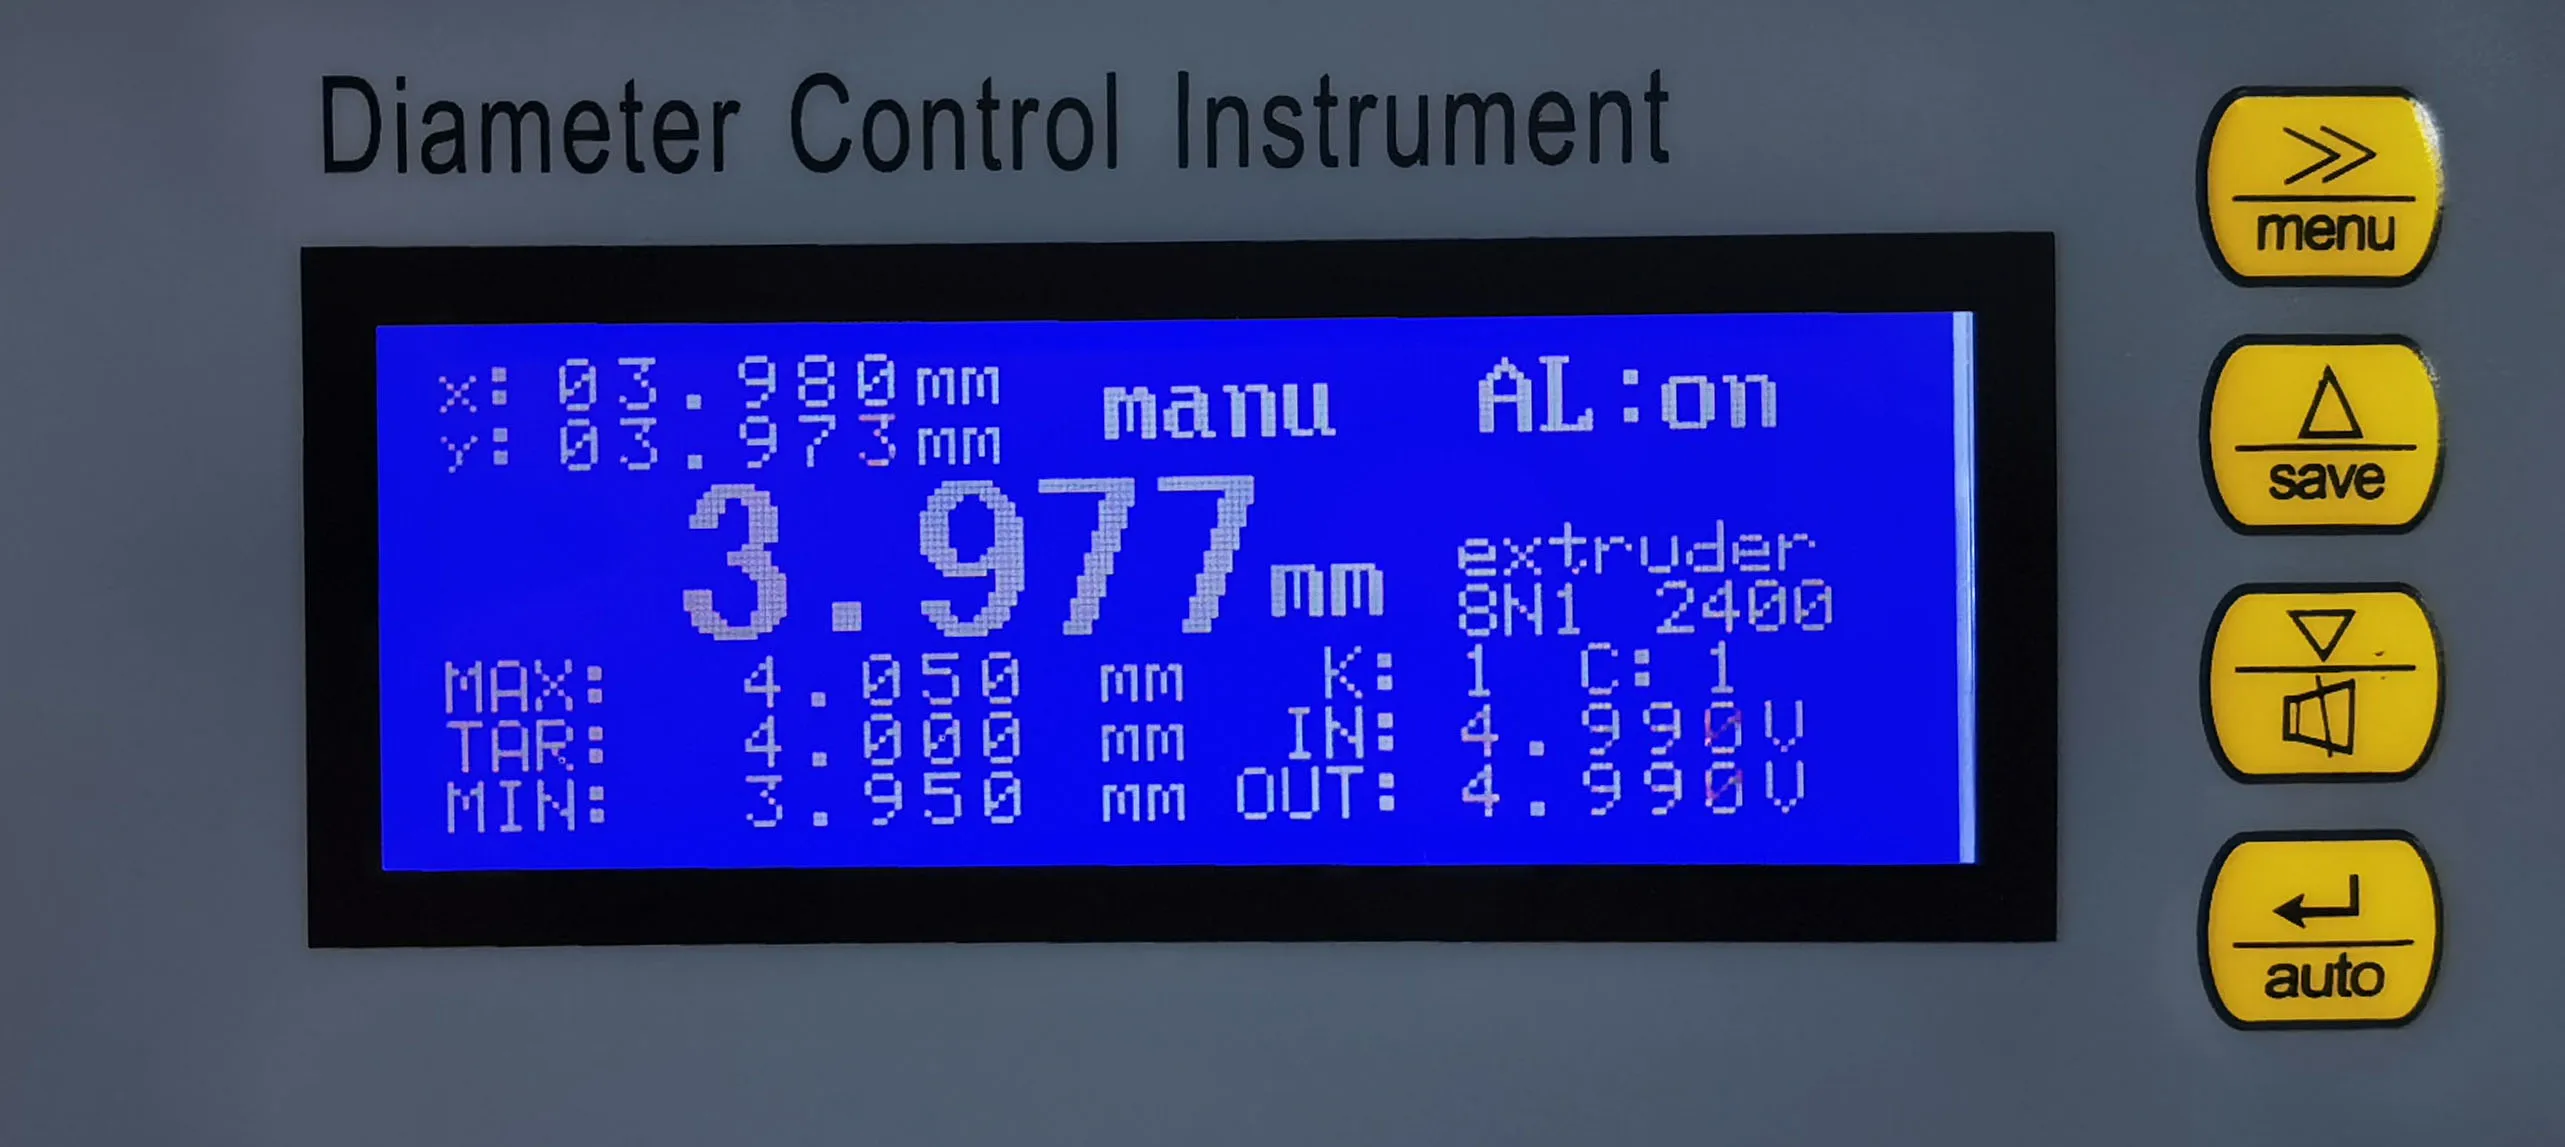 Diameter Control Instrument
x: 03.980mm
y: 03.973mm
manu
AL:on
3.977mm
extruder
8N1 2400
MAX: 4.050 mm
TAR: 4.000 mm
MIN: 3.950 mm
K: 1 C: 1
IN: 4.990V
OUT: 4.990V
menu
save
auto